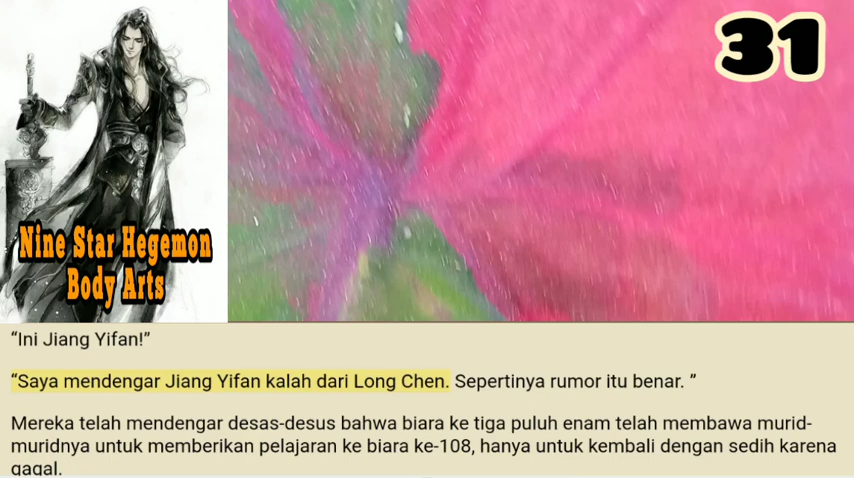 31
Nine Star Hegemon
Body Arts
“Ini Jiang Yifan!”
“Saya mendengar Jiang Yifan kalah dari Long Chen. Sepertinya rumor itu benar. ”
Mereka telah mendengar desas-desus bahwa biara ke tiga puluh enam telah membawa murid-
muridnya untuk memberikan pelajaran ke biara ke-108, hanya untuk kembali dengan sedih karena
gagal.